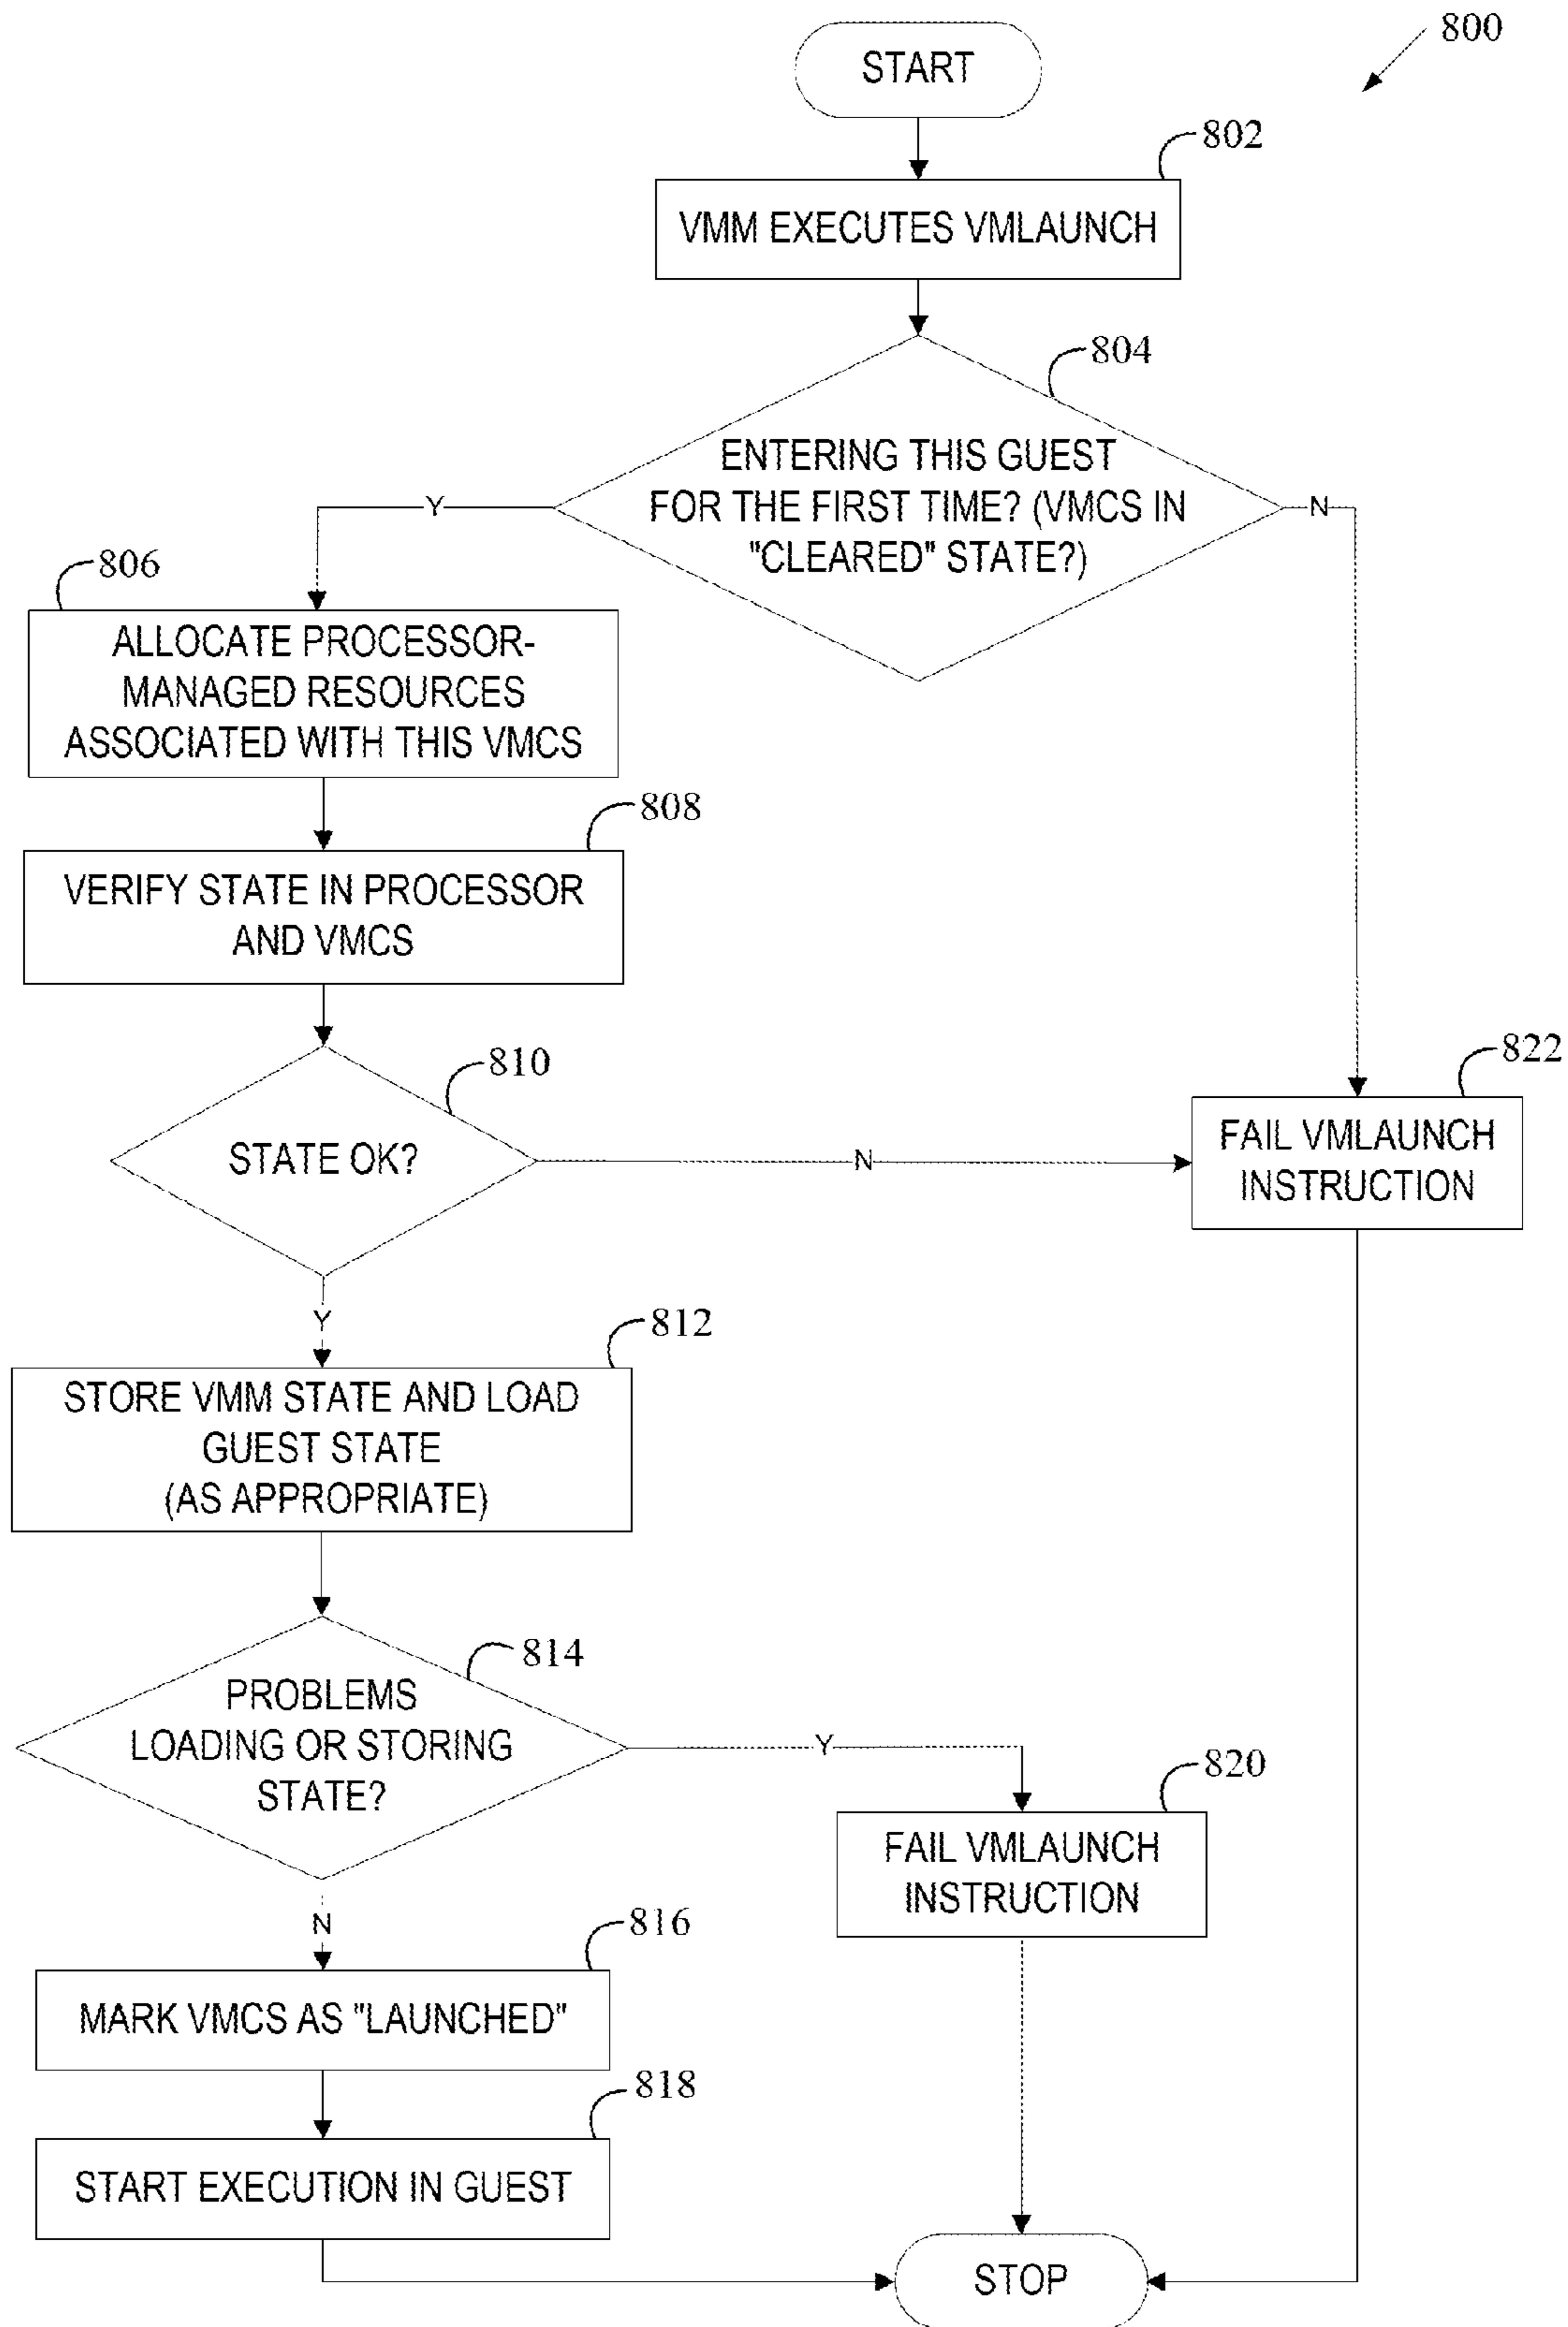 800
START
802
VMM EXECUTES VMLAUNCH
804
ENTERING THIS GUEST
FOR THE FIRST TIME? (VMCS IN
"CLEARED" STATE?)
Y
N
806
ALLOCATE PROCESSOR-
MANAGED RESOURCES
ASSOCIATED WITH THIS VMCS
808
VERIFY STATE IN PROCESSOR
AND VMCS
810
STATE OK?
N
822
FAIL VMLAUNCH
INSTRUCTION
Y
812
STORE VMM STATE AND LOAD
GUEST STATE
(AS APPROPRIATE)
814
PROBLEMS
LOADING OR STORING
STATE?
Y
820
FAIL VMLAUNCH
INSTRUCTION
N
816
MARK VMCS AS "LAUNCHED"
818
START EXECUTION IN GUEST
STOP